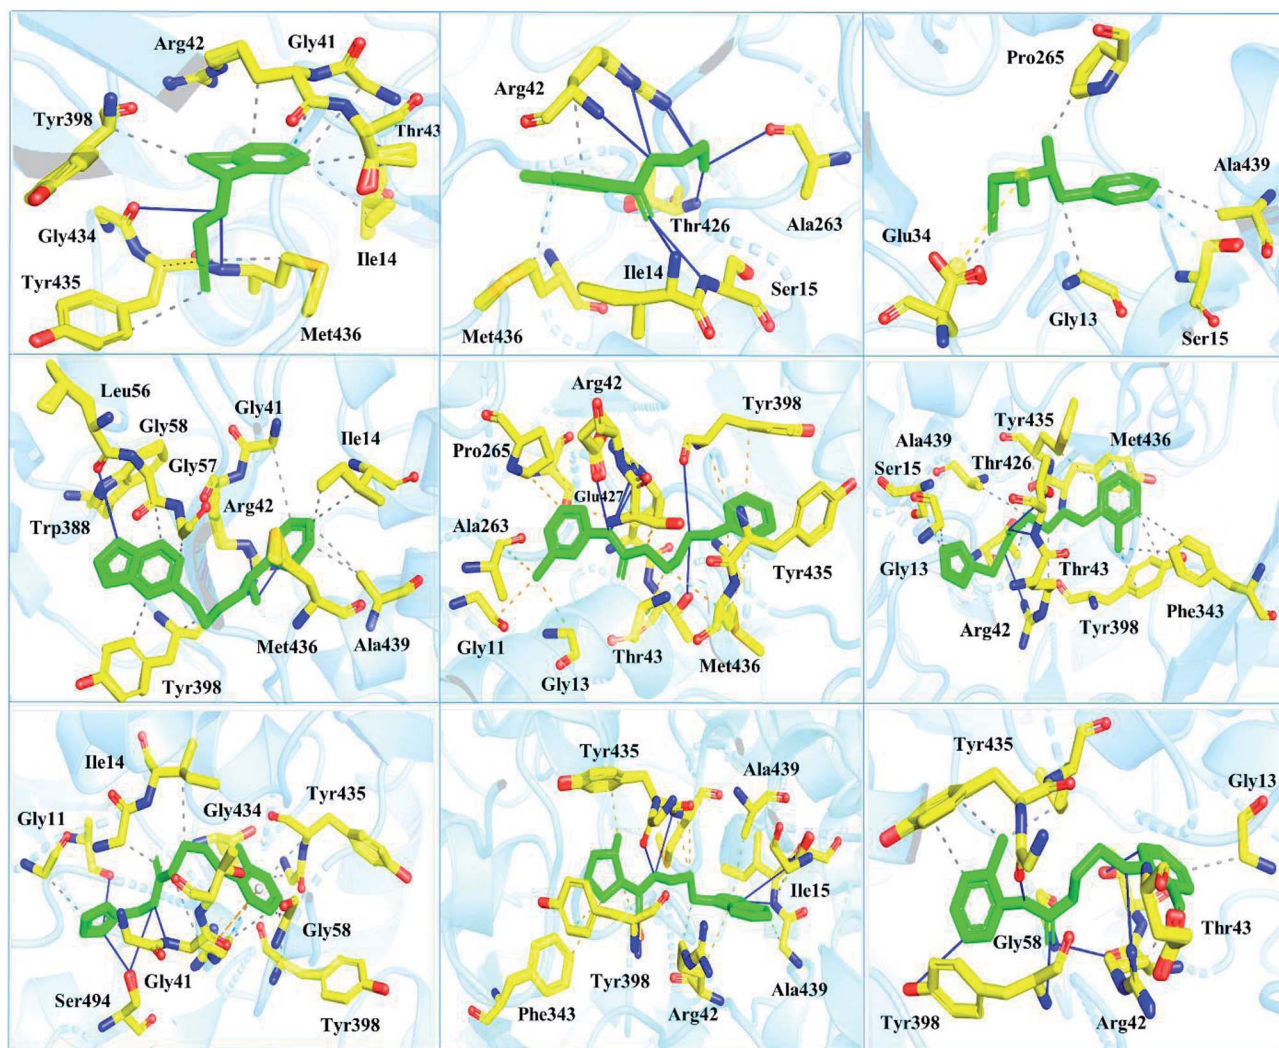 Arg42
Gly41
Tyr398
Thr43
Gly434
Ile14
Tyr435
Met436
Arg42
Thr426
Ala263
Ile14
Ser15
Met436
Pro265
Ala439
Glu34
Gly13
Ser15
Leu56
Gly41
Gly58
Ile14
Gly57
Arg42
Trp388
Met436
Ala439
Tyr398
Arg42
Tyr398
Pro265
Glu427
Ala263
Tyr435
Gly11
Thr43
Met436
Gly13
Tyr435
Met436
Ala439
Thr426
Ser15
Gly13
Thr43
Phe343
Arg42
Tyr398
Ile14
Gly434
Tyr435
Gly11
Gly58
Gly41
Ser494
Tyr398
Tyr435
Ala439
Ile15
Tyr398
Ala439
Phe343
Arg42
Tyr435
Gly13
Gly58
Thr43
Tyr398
Arg42